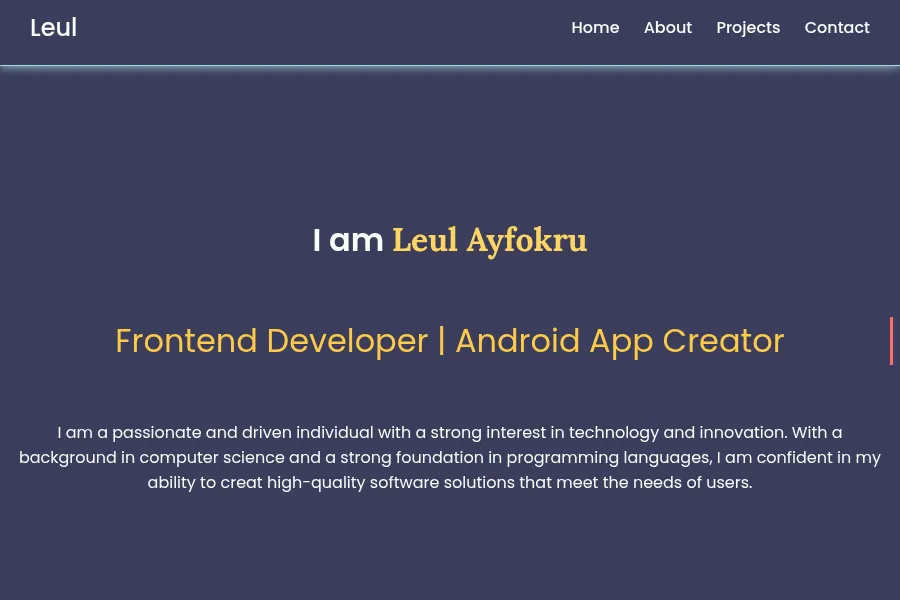 Leul
Home About Projects Contact
I am Leul Ayfokru
Frontend Developer | Android App Creator
I am a passionate and driven individual with a strong interest in technology and innovation. With a
background in computer science and a strong foundation in programming languages, I am confident in my
ability to creat high-quality software solutions that meet the needs of users.